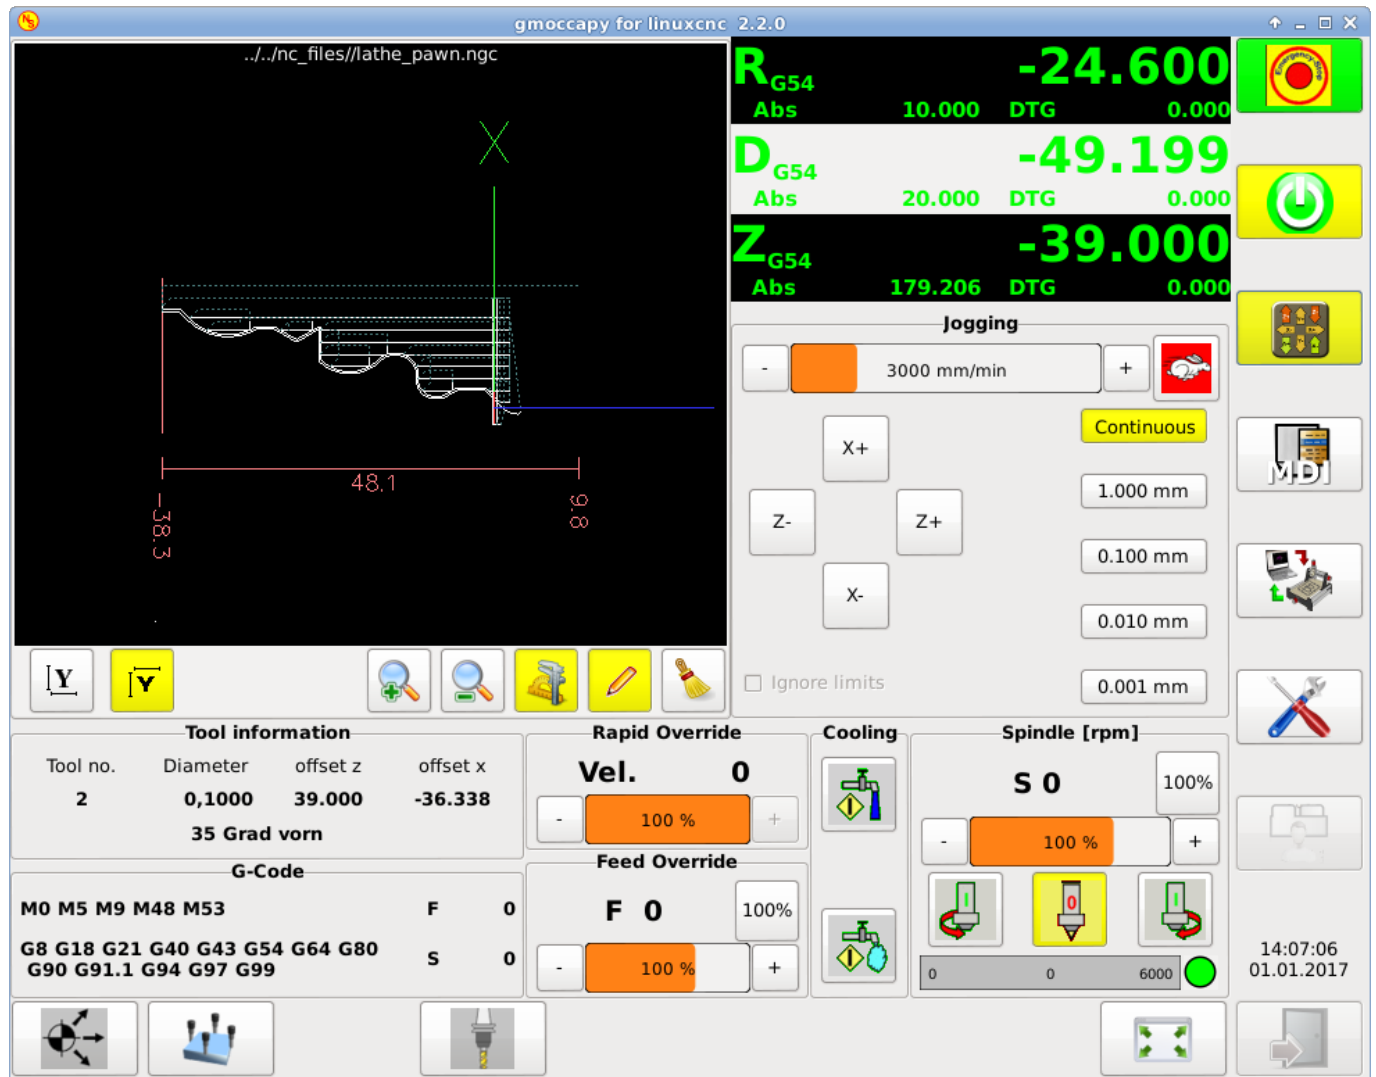 gmoccapy for linuxcnc 2.2.0
../../nc_files//lathe_pawn.ngc
X
48.1
-38.3
9.8
R G54 -24.600
Abs 10.000 DTG 0.000
D G54 -49.199
Abs 20.000 DTG 0.000
Z G54 -39.000
Abs 179.206 DTG 0.000
Emergency-Stop
Jogging
- 3000 mm/min +
Continuous
X+
1.000 mm
Z- Z+
0.100 mm
X-
0.010 mm
Ignore limits
0.001 mm
MDI
Y Y
Tool information
Tool no. Diameter offset z offset x
2 0,1000 39.000 -36.338
35 Grad vorn
G-Code
M0 M5 M9 M48 M53 F 0
G8 G18 G21 G40 G43 G54 G64 G80
G90 G91.1 G94 G97 G99
S 0
Rapid Override
Vel. 0
- 100 % +
Feed Override
F 0 100%
- 100 % +
Cooling
Spindle [rpm]
S 0 100%
- 100 % +
I 0 I
0 0 6000
14:07:06
01.01.2017